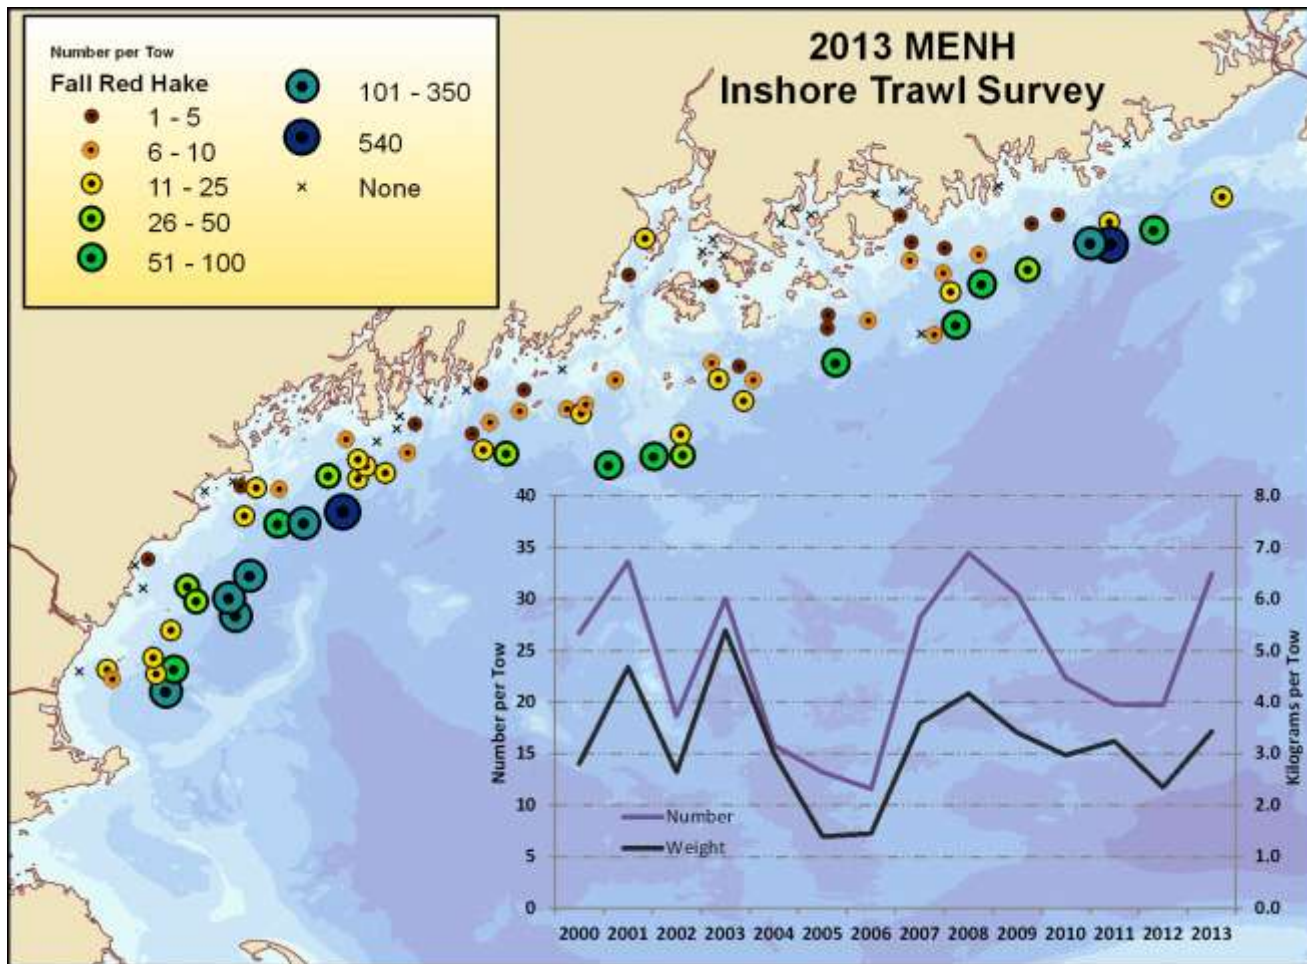 2013 MENH
Inshore Trawl Survey
Number per Tow
Fall Red Hake
1 - 5
6 - 10
11 - 25
26 - 50
51 - 100
101 - 350
540
None
40
35
30
25
20
15
10
5
0
Number per Tow
8.0
7.0
6.0
5.0
4.0
3.0
2.0
1.0
0.0
Kilograms per Tow
Number
Weight
2000 2001 2002 2003 2004 2005 2006 2007 2008 2009 2010 2011 2012 2013